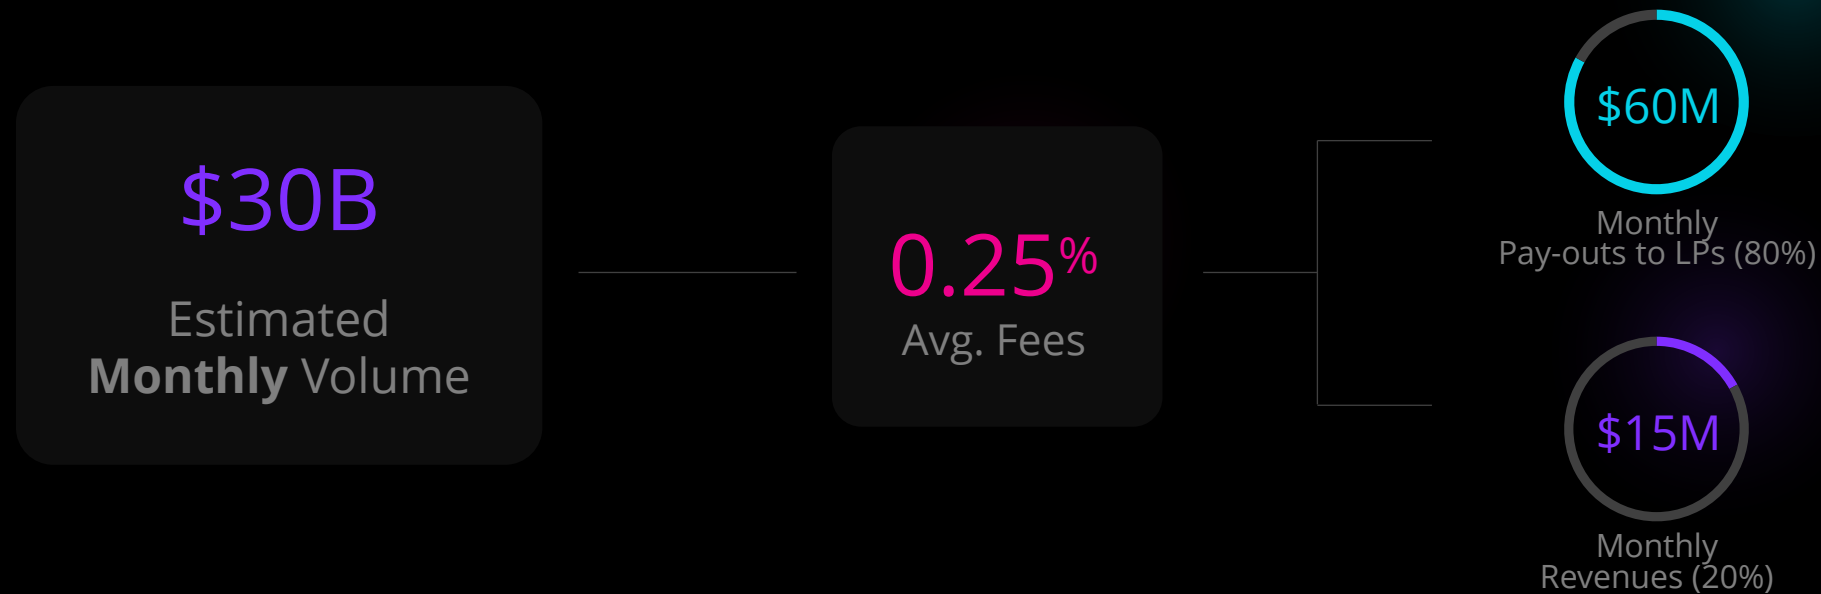 $30B
Estimated
Monthly Volume
0.25%
Avg. Fees
$60M
Monthly
Pay-outs to LPs (80%)
$15M
Monthly
Revenues (20%)